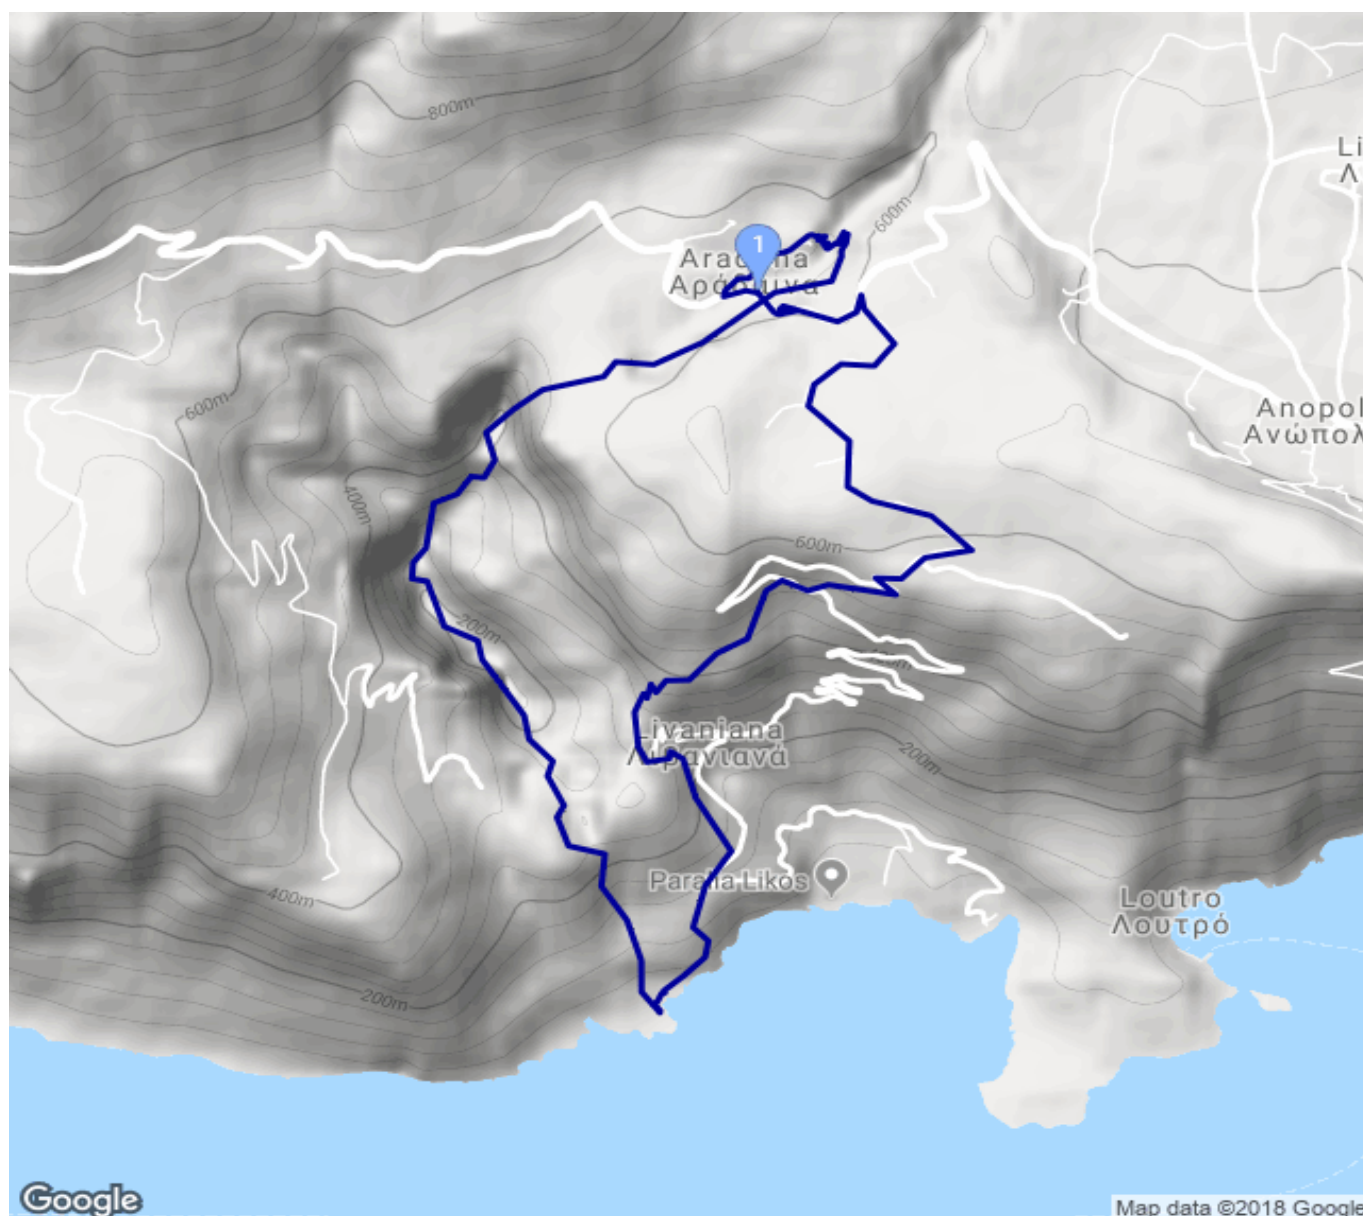 800m
Li
Λ
600m
1
600m
Anopol
Ανώπολ
400m
600m
200m
Livaniana
200m
Paralia Likos
400m
Loutro
Λουτρό
200m
Google
Map data ©2018 Google